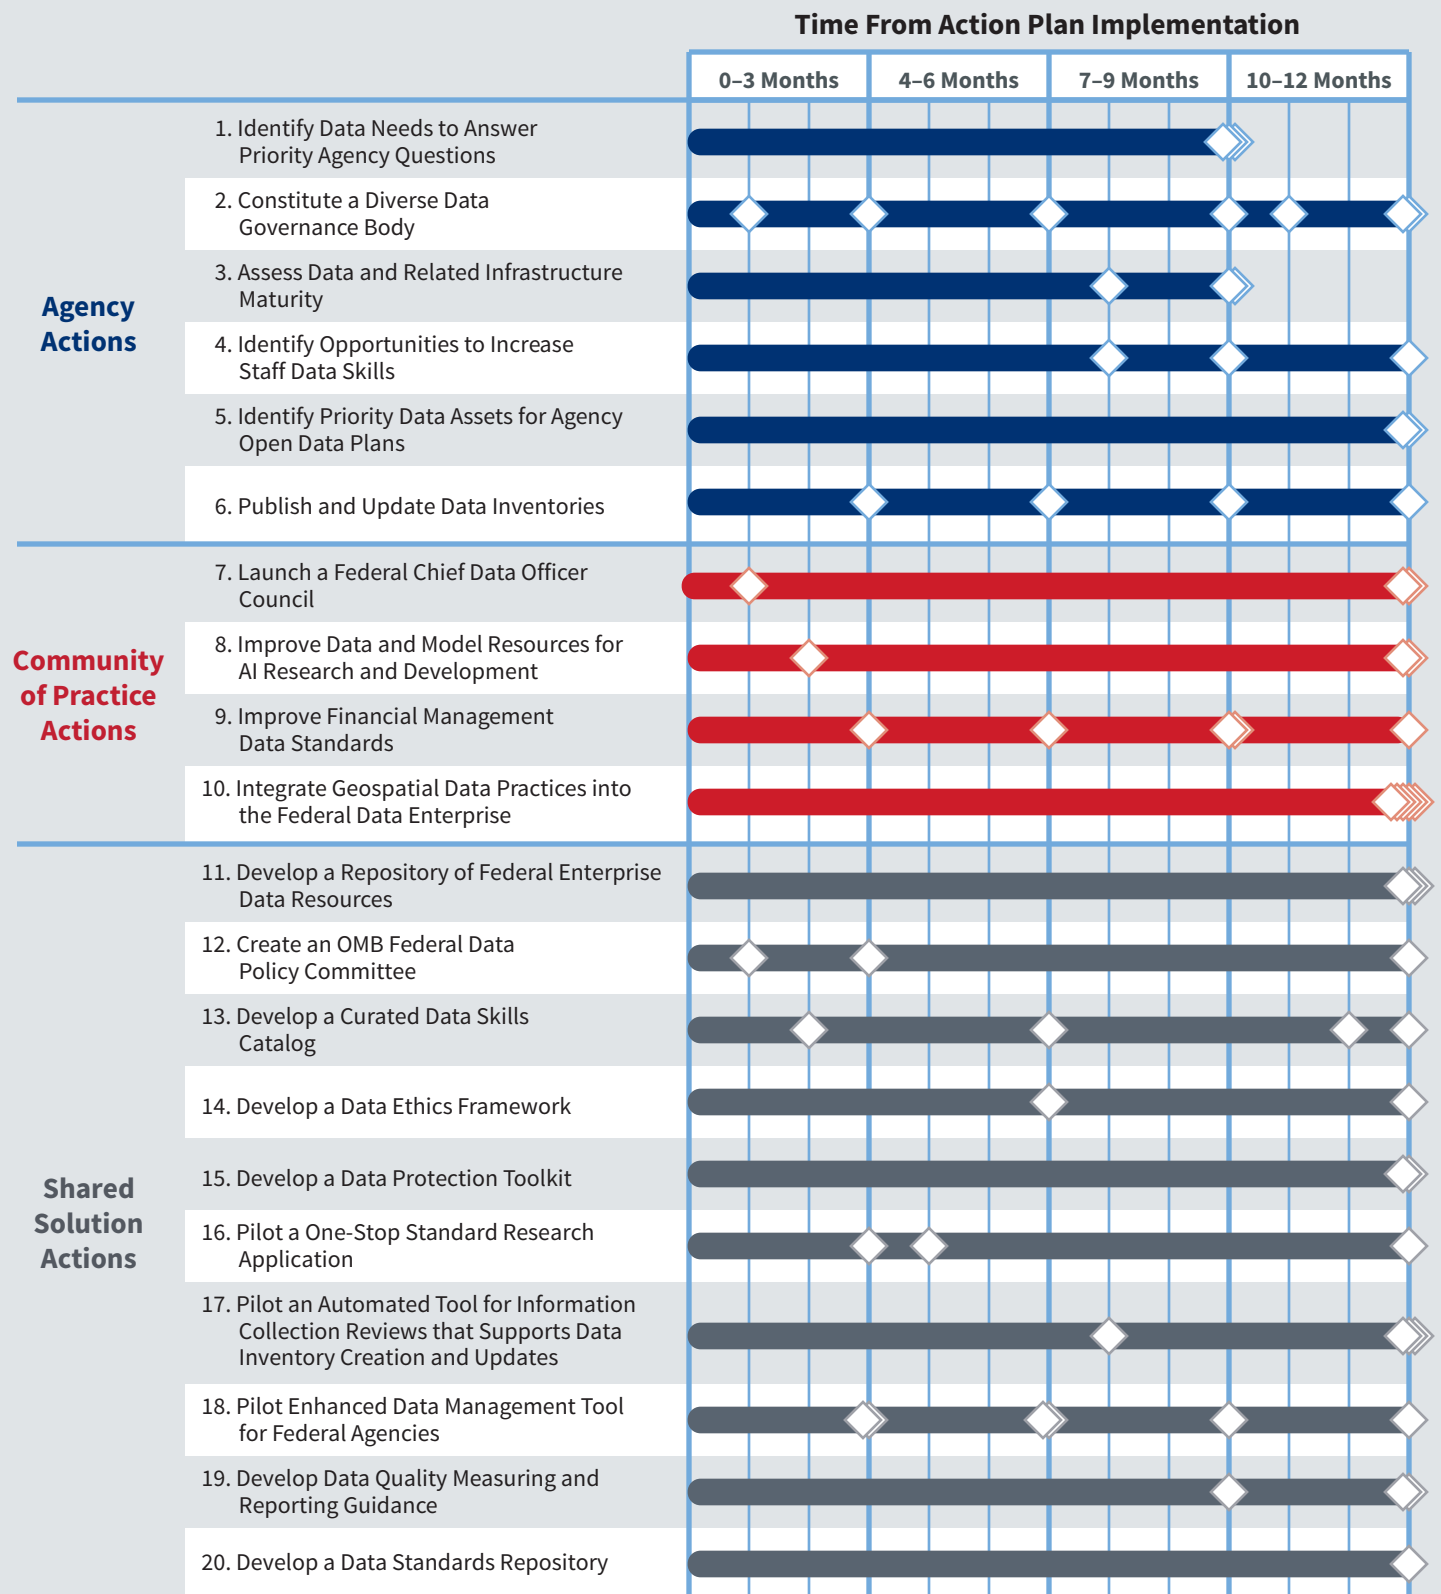 Time From Action Plan Implementation
0–3 Months
4–6 Months
7–9 Months
10–12 Months
Agency
Actions
1. Identify Data Needs to Answer
Priority Agency Questions
2. Constitute a Diverse Data
Governance Body
3. Assess Data and Related Infrastructure
Maturity
4. Identify Opportunities to Increase
Staff Data Skills
5. Identify Priority Data Assets for Agency
Open Data Plans
6. Publish and Update Data Inventories
Community
of Practice
Actions
7. Launch a Federal Chief Data Officer
Council
8. Improve Data and Model Resources for
AI Research and Development
9. Improve Financial Management
Data Standards
10. Integrate Geospatial Data Practices into
the Federal Data Enterprise
Shared
Solution
Actions
11. Develop a Repository of Federal Enterprise
Data Resources
12. Create an OMB Federal Data
Policy Committee
13. Develop a Curated Data Skills
Catalog
14. Develop a Data Ethics Framework
15. Develop a Data Protection Toolkit
16. Pilot a One-Stop Standard Research
Application
17. Pilot an Automated Tool for Information
Collection Reviews that Supports Data
Inventory Creation and Updates
18. Pilot Enhanced Data Management Tool
for Federal Agencies
19. Develop Data Quality Measuring and
Reporting Guidance
20. Develop a Data Standards Repository